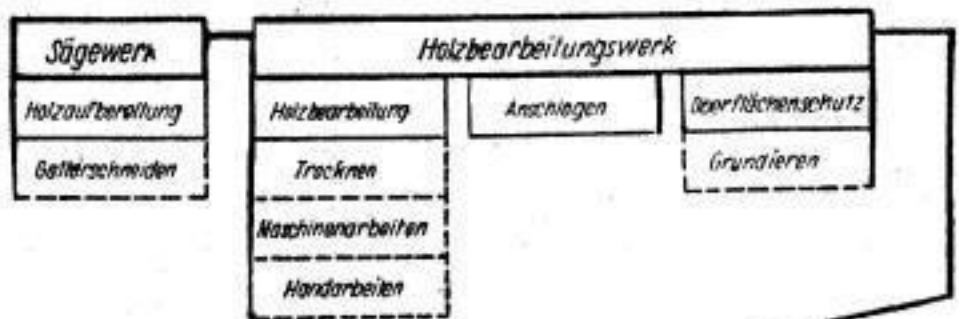 Sägewerk
Holzbearbeitungswerk
Holzaufbereitung
Holzbearbeitung
Anschlagen
Oberflächenschutz
Gatterschneiden
Trocknen
Grundieren
Maschinenarbeiten
Handarbeiten